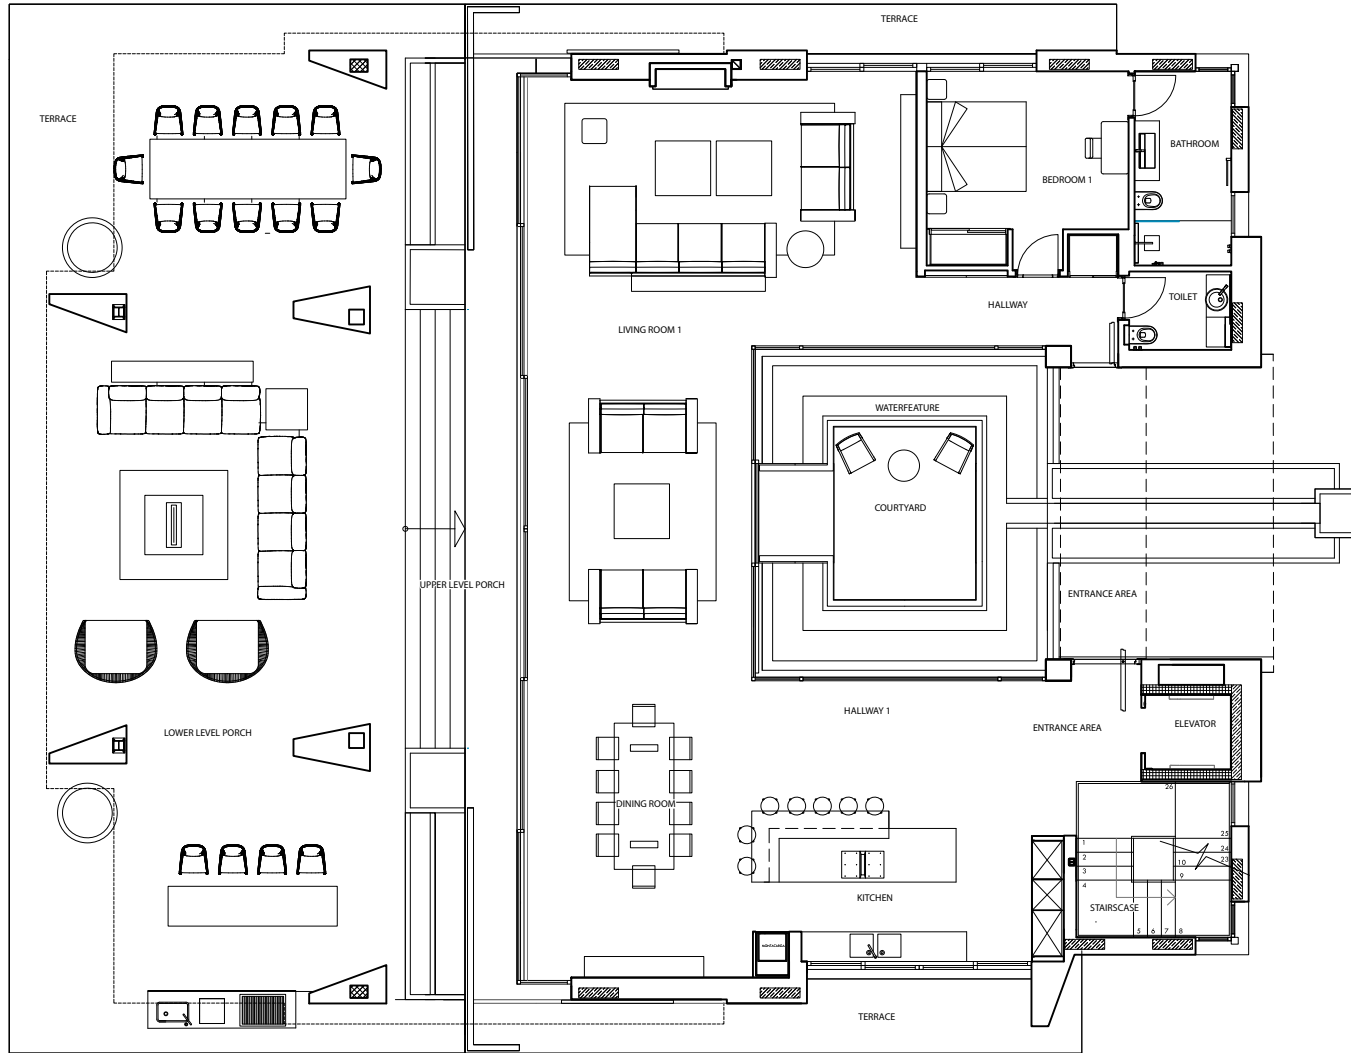 TERRACE
TERRACE
BATHROOM
BEDROOM 1
TOILET
HALLWAY
LIVING ROOM 1
WATERFEATURE
COURTYARD
UPPER LEVEL PORCH
ENTRANCE AREA
HALLWAY 1
ELEVATOR
ENTRANCE AREA
LOWER LEVEL PORCH
26
DINING ROOM
25
1
24
2
10
23
3
9
4
KITCHEN
STAIRSCASE
5 6 7 8
TERRACE